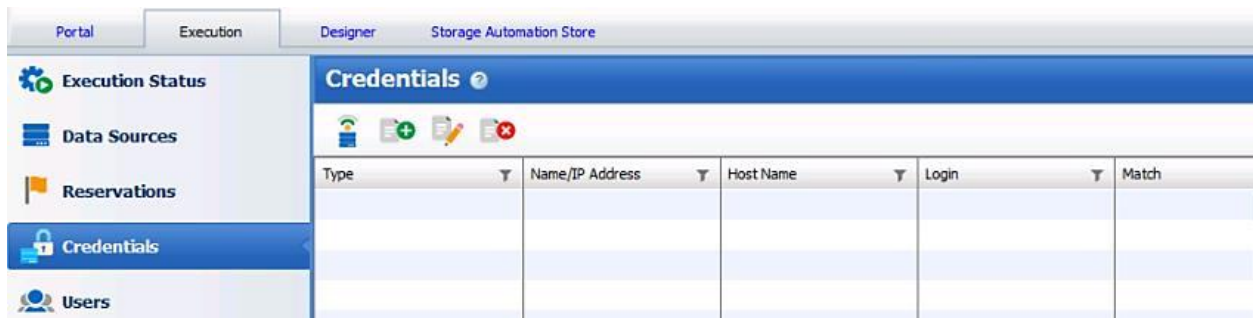 Portal Execution Designer Storage Automation Store
Execution Status
Data Sources
Reservations
Credentials
Users
Credentials ?
Type Name/IP Address Host Name Login Match